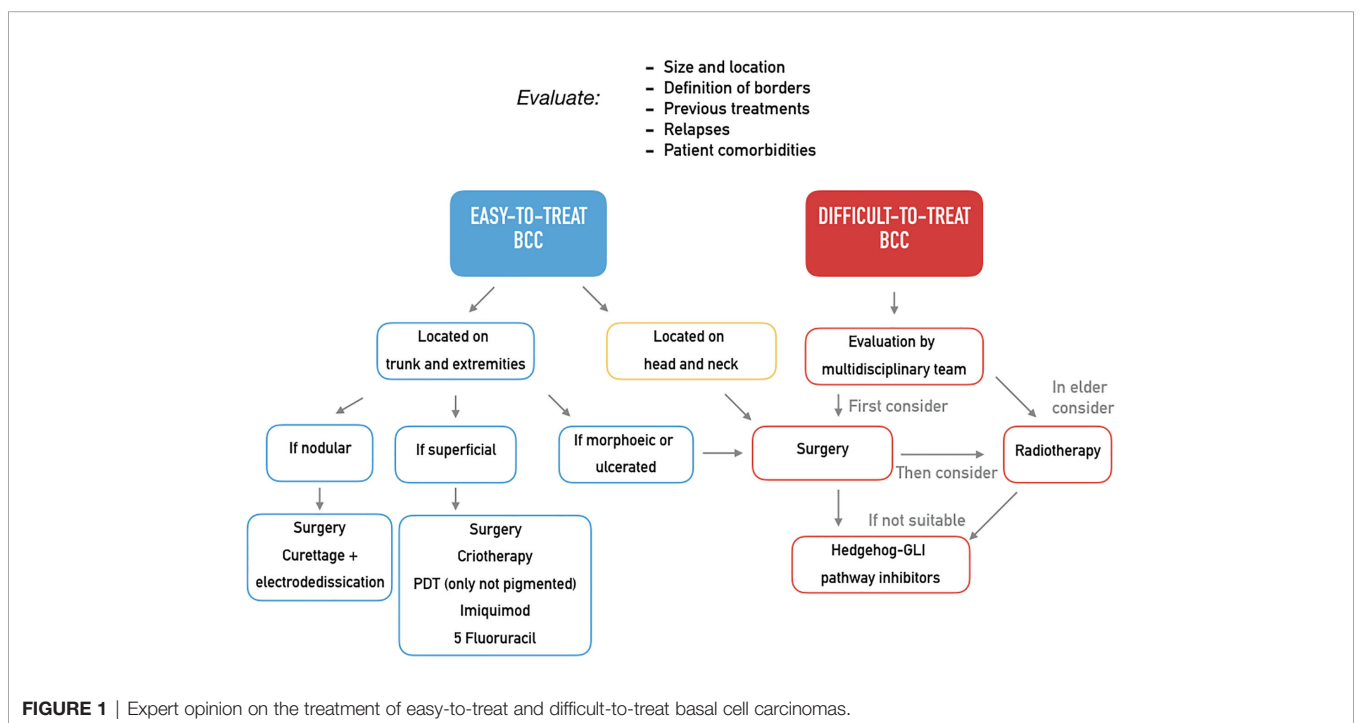 Evaluate:
– Size and location
– Definition of borders
– Previous treatments
– Relapses
– Patient comorbidities
EASY-TO-TREAT
BCC
DIFFICULT-TO-TREAT
BCC
Located on
trunk and extremities
Located on
head and neck
Evaluation by
multidisciplinary team
In elder
consider
First consider
If nodular
If superficial
If morphoeic or
ulcerated
Surgery
Then consider
Radiotherapy
If not suitable
Surgery
Curettage +
electrodedissication
Surgery
Criotherapy
PDT (only not pigmented)
Imiquimod
5 Fluoruracil
Hedgehog-GLI
pathway inhibitors
FIGURE 1 | Expert opinion on the treatment of easy-to-treat and difficult-to-treat basal cell carcinomas.